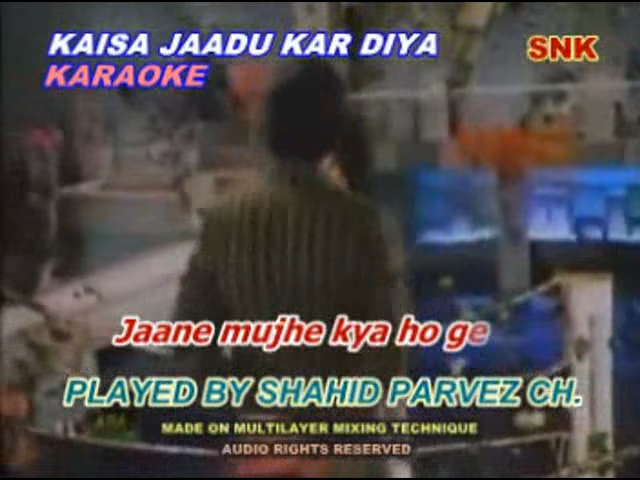 KAISA JAADU KAR DIYA
SNK
KARAOKE
Jaane mujhe kya ho ge
PLAYED BY SHAHID PARVEZ CH.
MADE ON MULTILAYER MIXING TECHNIQUE
AUDIO RIGHTS RESERVED